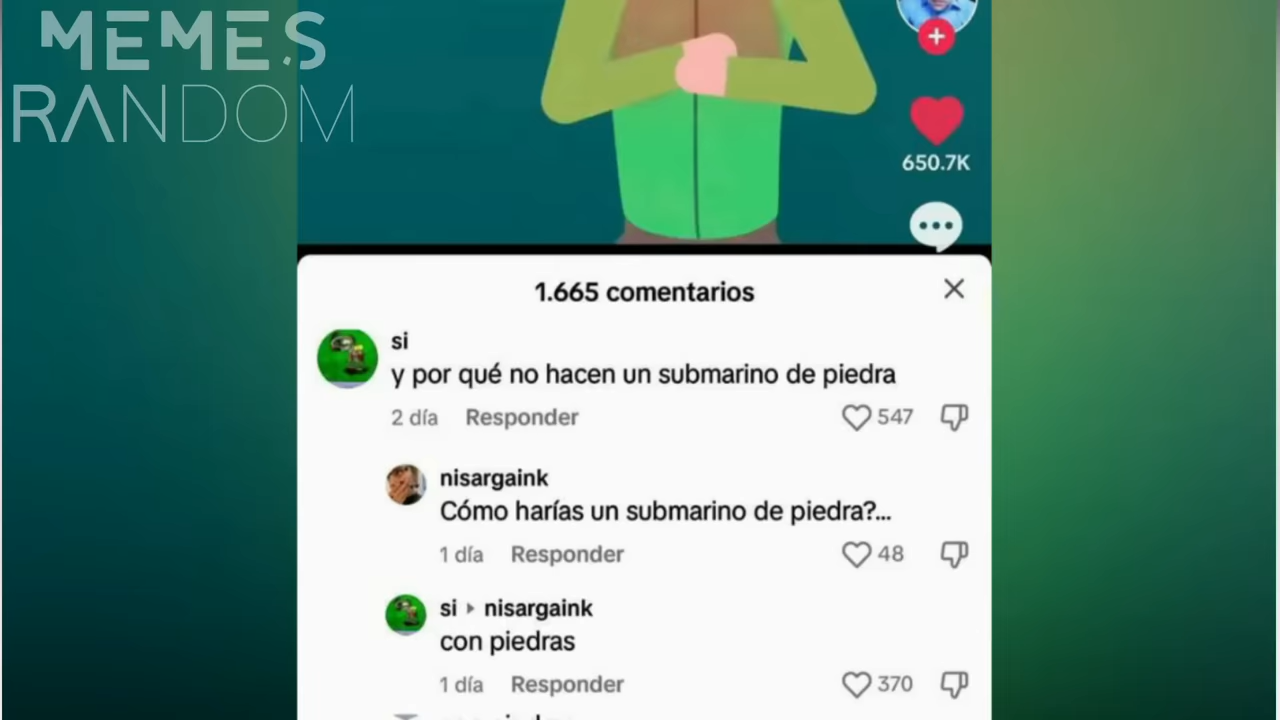 MEMES
RANDOM
650.7K
1.665 comentarios
si
y por qué no hacen un submarino de piedra
2 día Responder 547
nisargaink
Cómo harías un submarino de piedra?...
1 día Responder 48
si ▸ nisargaink
con piedras
1 día Responder 370